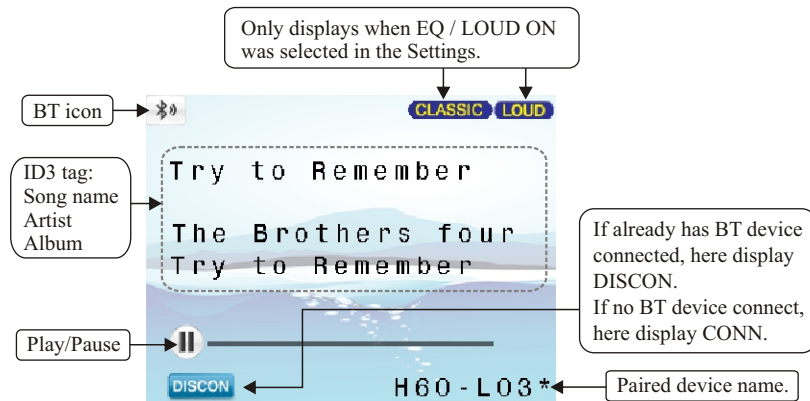 Only displays when EQ / LOUD ON
was selected in the Settings.
BT icon
CLASSIC LOUD
ID3 tag:
Song name
Artist
Album
Try to Remember
The Brothers four
Try to Remember
If already has BT device
connected, here display
DISCON.
If no BT device connect,
here display CONN.
Play/Pause
DISCON
H60-L03*
Paired device name.